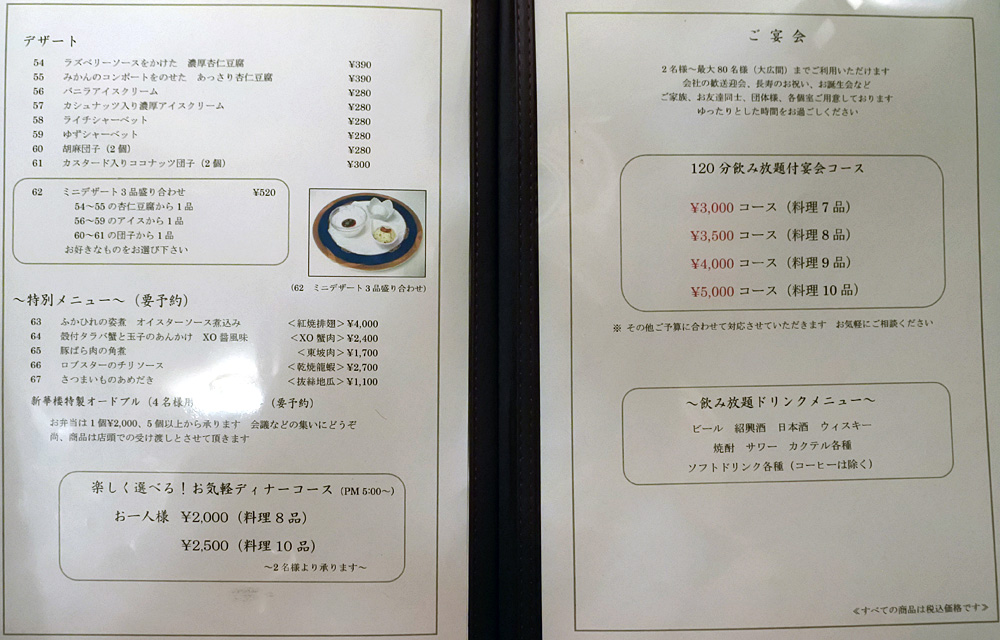 デザート
54 ラズベリーソースをかけた 濃厚杏仁豆腐 ¥390
55 みかんのコンポートをのせた あっさり杏仁豆腐 ¥390
56 バニラアイスクリーム ¥280
57 カシュナッツ入り濃厚アイスクリーム ¥280
58 ライチシャーベット ¥280
59 ゆずシャーベット ¥280
60 胡麻団子(2個) ¥280
61 カスタード入りココナッツ団子(2個) ¥300
62 ミニデザート3品盛り合わせ ¥520
54〜55の杏仁豆腐から1品
56〜59のアイスから1品
60〜61の団子から1品
お好きなものをお選び下さい
(62 ミニデザート3品盛り合わせ)
〜特別メニュー〜(要予約)
63 ふかひれの姿煮 オイスターソース煮込み <紅焼排翅>¥4,000
64 殻付タラバ蟹と玉子のあんかけ XO醤風味 <XO蟹肉>¥2,400
65 豚ばら肉の角煮 <東坡肉>¥1,700
66 ロブスターのチリソース <乾焼龍蝦>¥2,700
67 さつまいものあめだき <抜絲地瓜>¥1,100
新華楼特製オードブル(4名様用 (要予約)
お弁当は1個¥2,000、5個以上から承ります 会議などの集いにどうぞ
尚、商品は店頭での受け渡しとさせて頂きます
楽しく選べる!お気軽ディナーコース(PM 5:00〜)
お一人様 ¥2,000(料理8品)
¥2,500(料理10品)
〜2名様より承ります〜
ご宴会
2名様〜最大80名様(大広間)までご利用いただけます
会社の歓送迎会、長寿のお祝い、お誕生会など
ご家族、お友達同士、団体様、各個室ご用意しております
ゆったりとした時間をお過ごしください
120分飲み放題付宴会コース
¥3,000コース(料理7品)
¥3,500コース(料理8品)
¥4,000コース(料理9品)
¥5,000コース(料理10品)
※ その他ご予算に合わせて対応させていただきます お気軽にご相談ください
〜飲み放題ドリンクメニュー〜
ビール 紹興酒 日本酒 ウィスキー
焼酎 サワー カクテル各種
ソフトドリンク各種(コーヒーは除く)
≪すべての商品は税込価格です≫